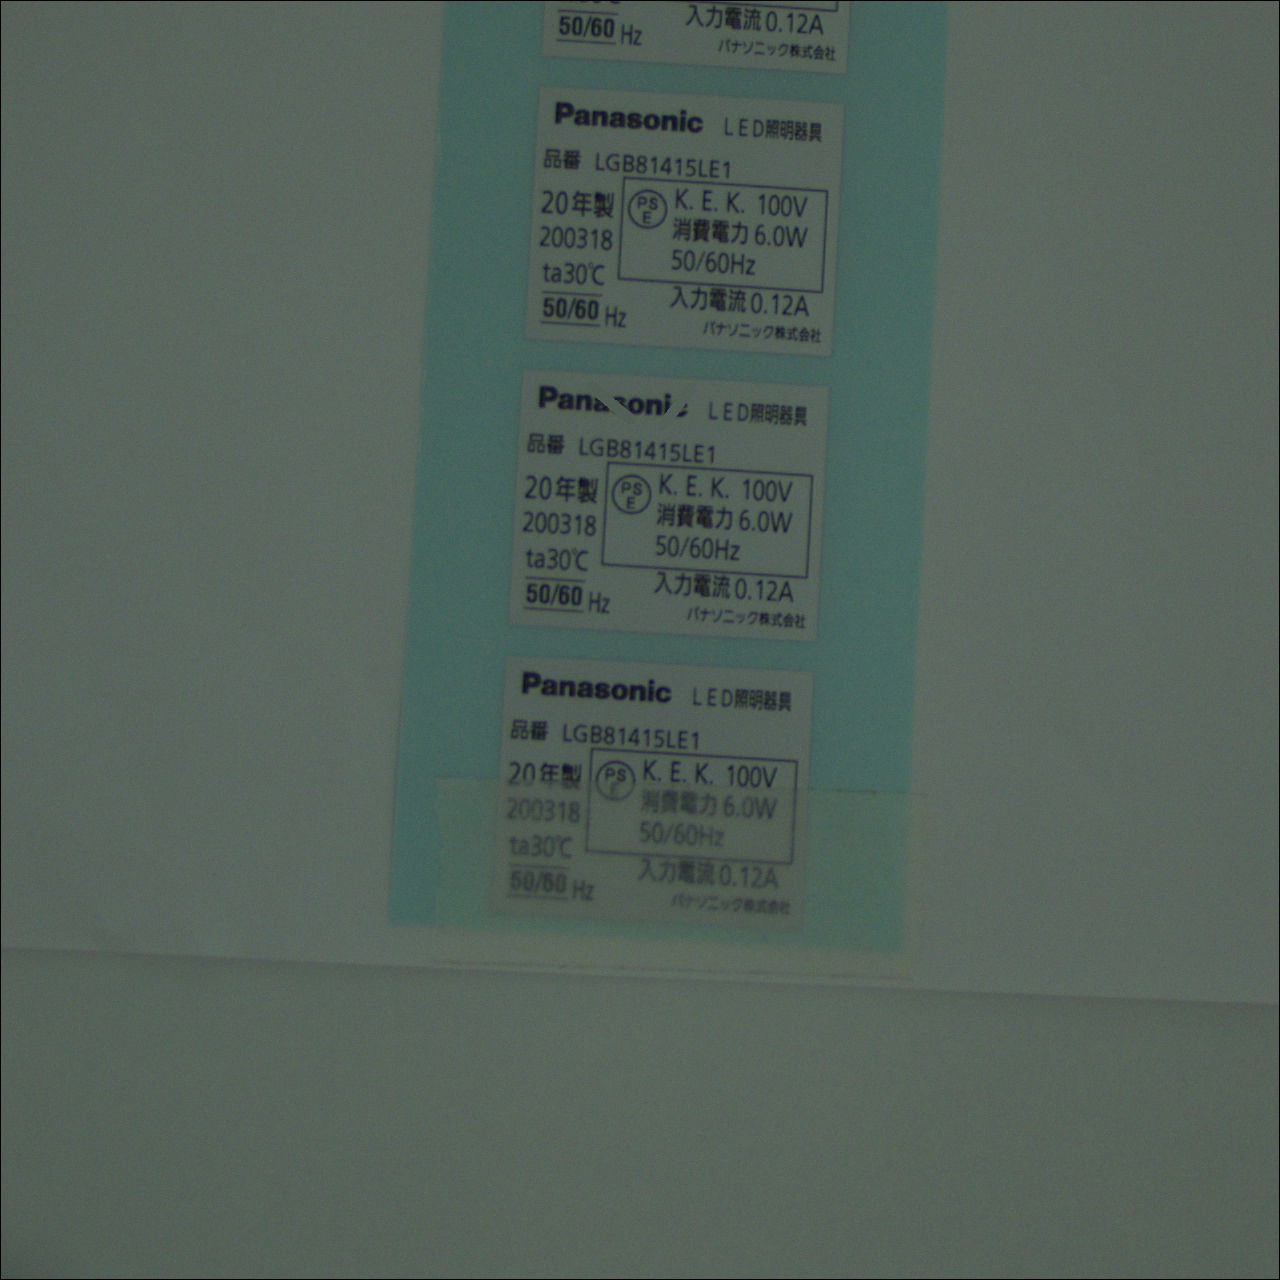 50/60 Hz
入力電流0.12A
パナソニック株式会社
Panasonic LED照明器具
品番 LGB81415LE1
20年製
200318
ta30℃
50/60 Hz
PS
E
K. E. K. 100V
消費電力6.0W
50/60Hz
入力電流0.12A
パナソニック株式会社
Panasonic LED照明器具
品番 LGB81415LE1
20年製
200318
ta30℃
50/60 Hz
PS
E
K. E. K. 100V
消費電力6.0W
50/60Hz
入力電流0.12A
パナソニック株式会社
Panasonic LED照明器具
品番 LGB81415LE1
20年製
200318
ta30℃
50/60 Hz
PS
E
K. E. K. 100V
消費電力6.0W
50/60Hz
入力電流0.12A
パナソニック株式会社